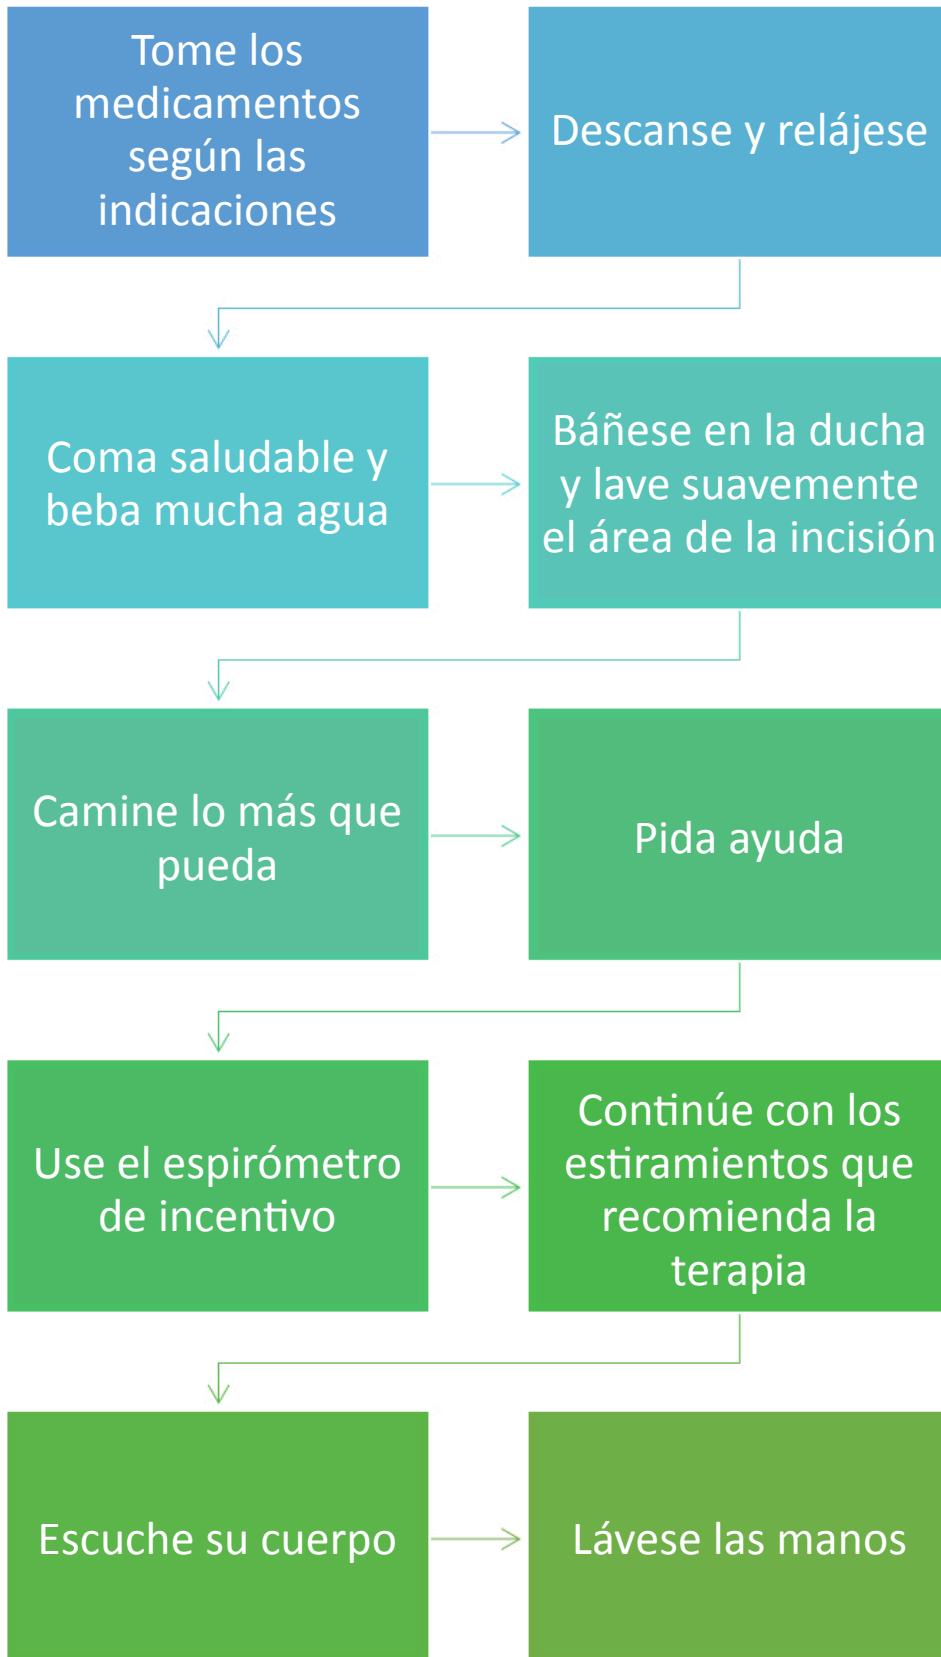 Tome los
medicamentos
según las
indicaciones
Descanse y relájese
Coma saludable y
beba mucha agua
Báñese en la ducha
y lave suavemente
el área de la incisión
Camine lo más que
pueda
Pida ayuda
Use el espirómetro
de incentivo
Continúe con los
estiramientos que
recomienda la
terapia
Escuche su cuerpo
Lávese las manos